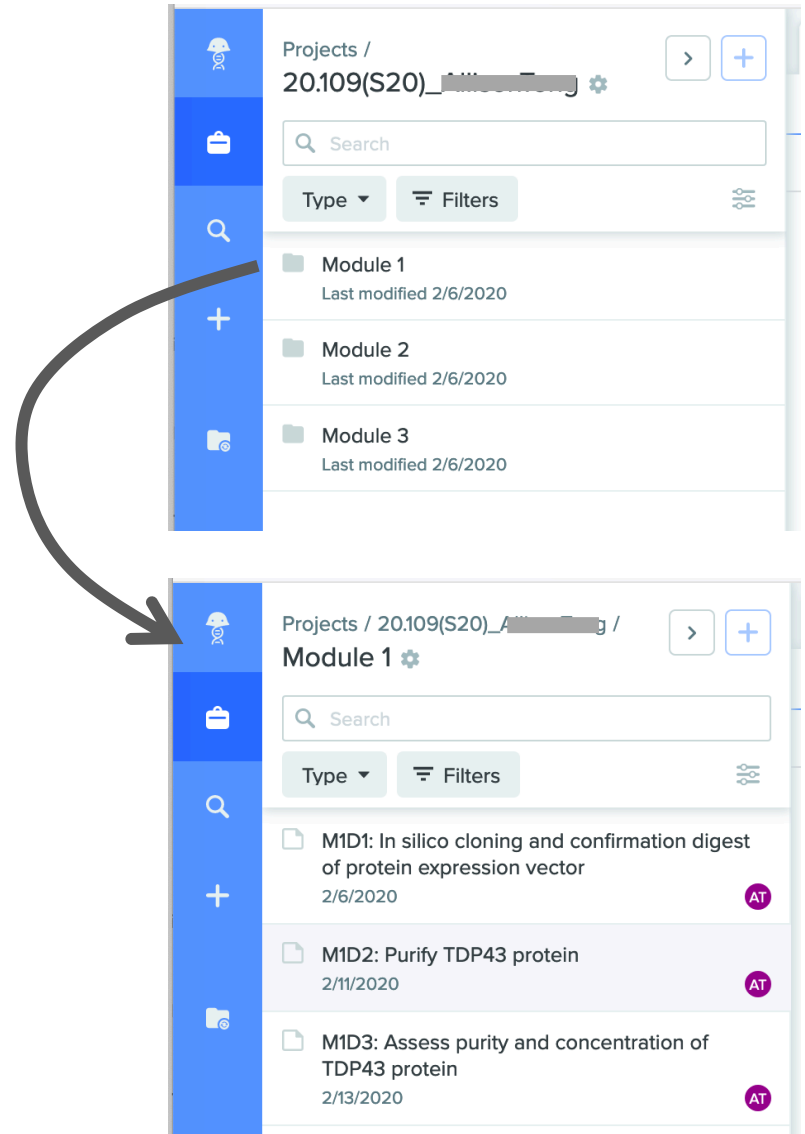 Projects /
20.109(S20)_
Search
Type Filters
Module 1
Last modified 2/6/2020
Module 2
Last modified 2/6/2020
Module 3
Last modified 2/6/2020
Projects / 20.109(S20)_ /
Module 1
Search
Type Filters
M1D1: In silico cloning and confirmation digest
of protein expression vector
2/6/2020
AT
M1D2: Purify TDP43 protein
2/11/2020
AT
M1D3: Assess purity and concentration of
TDP43 protein
2/13/2020
AT